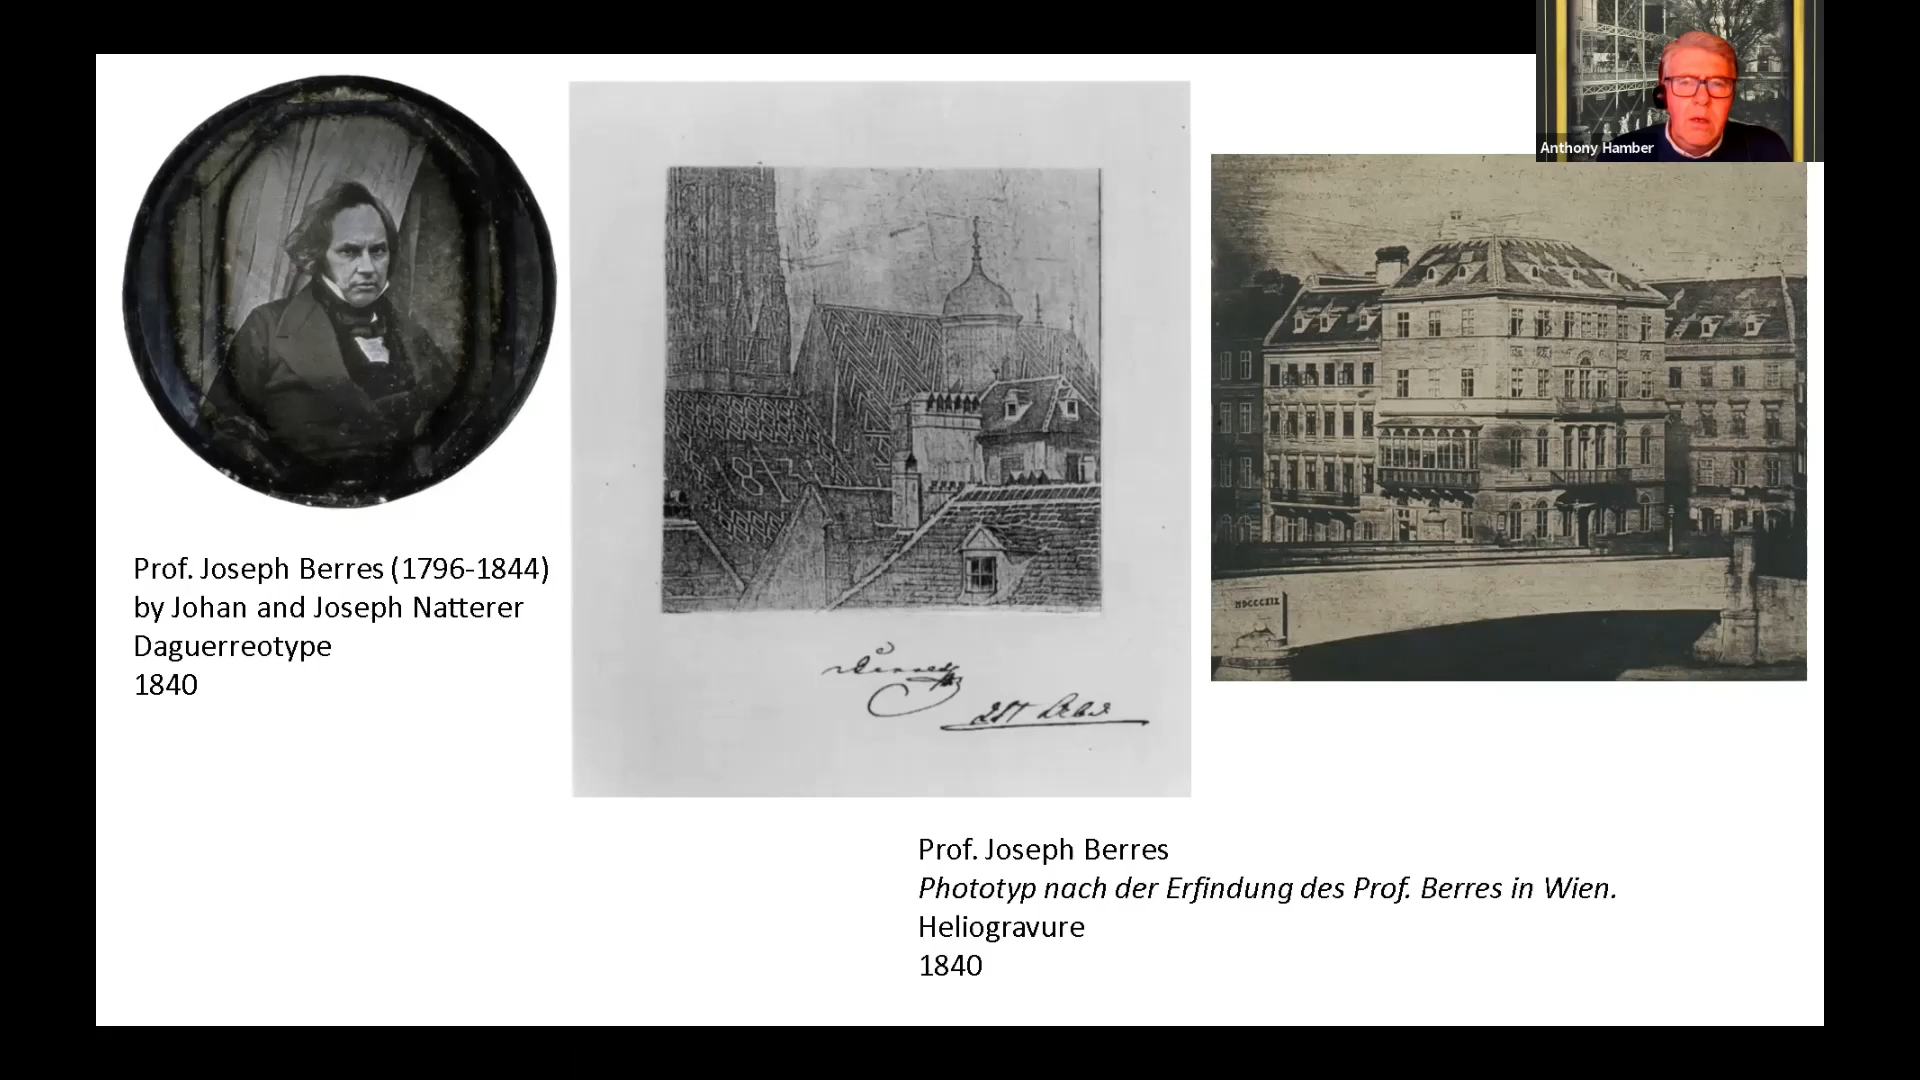 Anthony Hamber
MDCCCXIX
Prof. Joseph Berres (1796-1844)
by Johan and Joseph Natterer
Daguerreotype
1840
Prof. Joseph Berres
Phototyp nach der Erfindung des Prof. Berres in Wien.
Heliogravure
1840